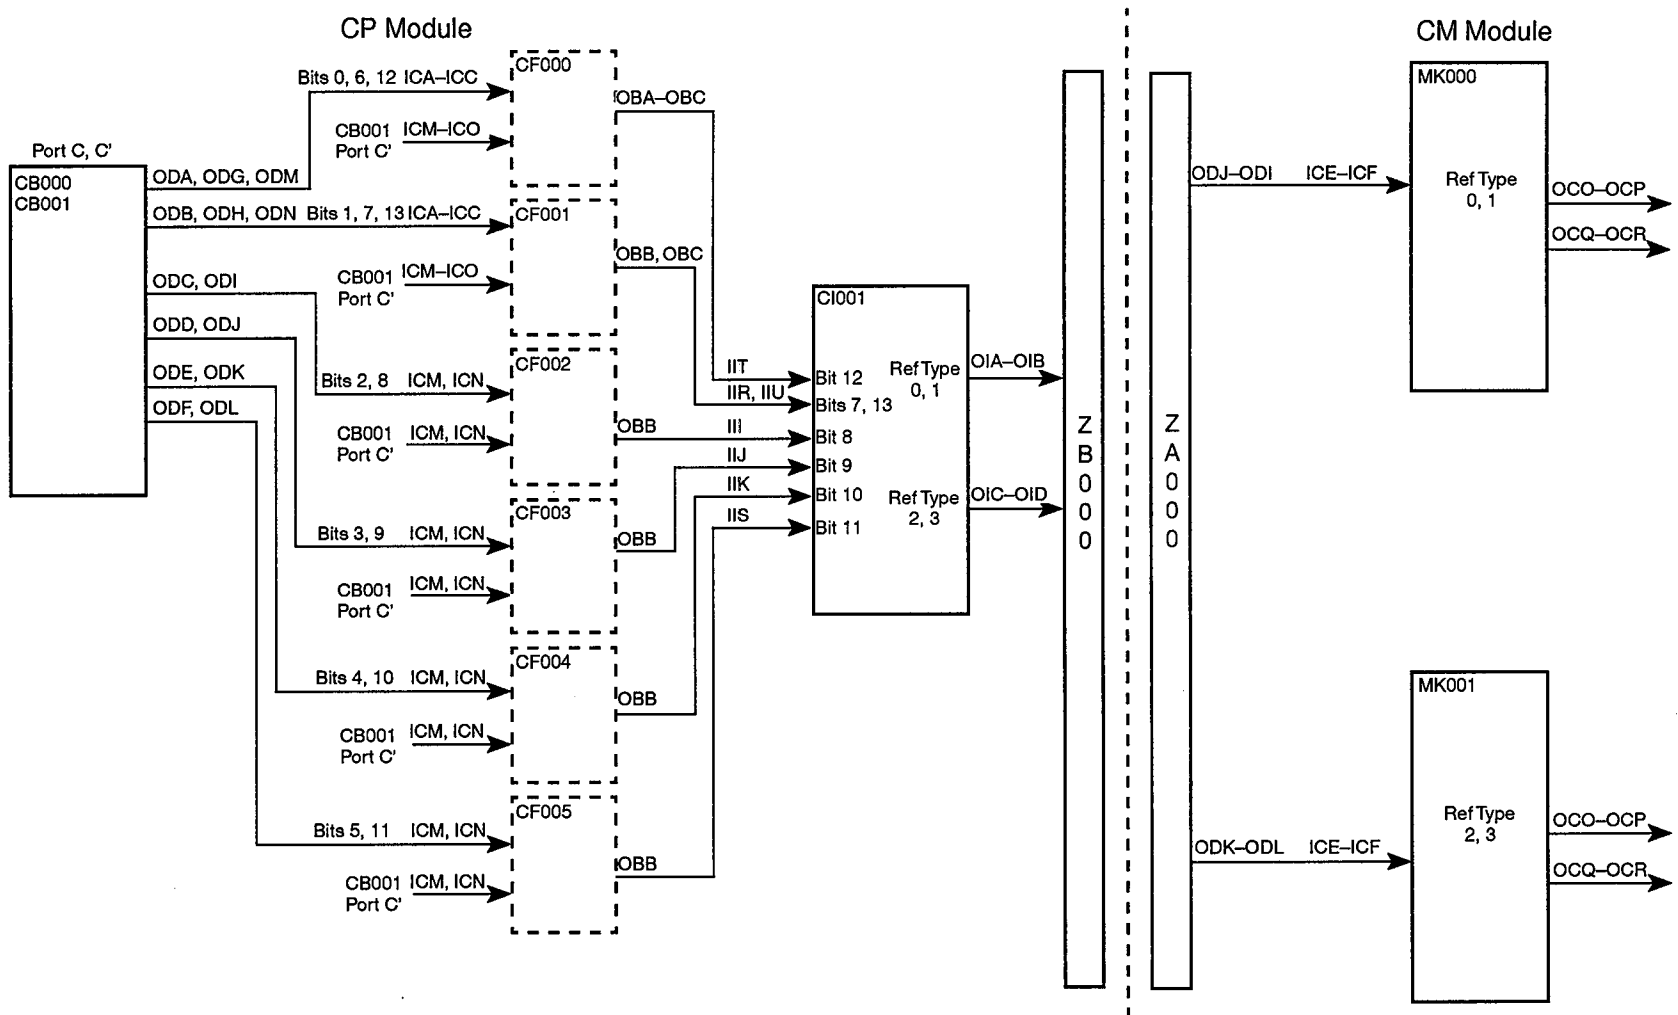 CP Module
CM Module
Port C, C'
CB000
CB001
ODA, ODG, ODM
ODB, ODH, ODN
ODC, ODI
ODD, ODJ
ODE, ODK
ODF, ODL
Bits 0, 6, 12 ICA–ICC
CB001
Port C'
ICM–ICO
CF000
OBA–OBC
Bits 1, 7, 13 ICA–ICC
CB001
Port C'
ICM–ICO
CF001
OBB, OBC
Bits 2, 8 ICM, ICN
CB001
Port C'
ICM, ICN
CF002
OBB
Bits 3, 9 ICM, ICN
CB001
Port C'
ICM, ICN
CF003
OBB
Bits 4, 10 ICM, ICN
CB001
Port C'
ICM, ICN
CF004
OBB
Bits 5, 11 ICM, ICN
CB001
Port C'
ICM, ICN
CF005
OBB
IIT
IIR, IIU
III
IIJ
IIK
IIS
CI001
Bit 12
Bits 7, 13
Bit 8
Bit 9
Bit 10
Bit 11
Ref Type
0, 1
Ref Type
2, 3
OIA–OIB
OIC–OID
ZB000
ZA000
ODJ–ODI ICE–ICF
MK000
Ref Type
0, 1
OCO–OCP
OCQ–OCR
ODK–ODL ICE–ICF
MK001
Ref Type
2, 3
OCO–OCP
OCQ–OCR